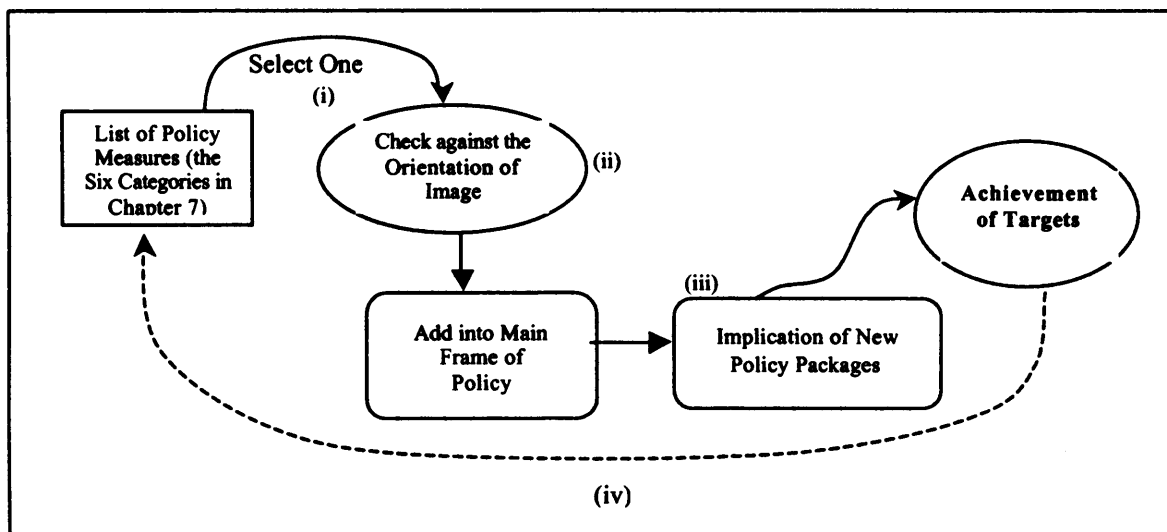 Select One
(i)
List of Policy
Measures (the
Six Categories in
Chapter 7)
Check against the
Orientation of
Image
(ii)
Achievement
of Targets
(iii)
Add into Main
Frame of
Policy
Implication of New
Policy Packages
(iv)